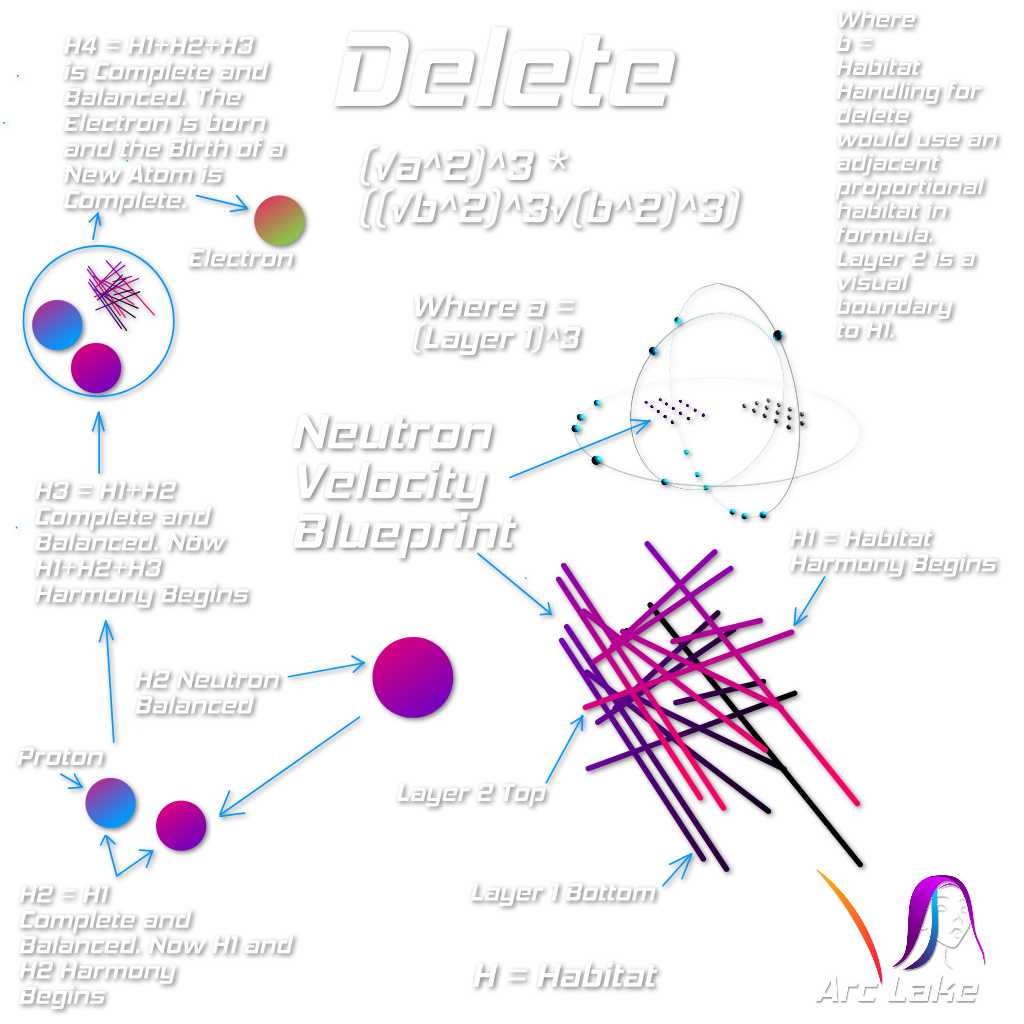 Delete
(√a^2)^3 *
((√b^2)^3√(b^2)^3)
Where a =
(Layer 1)^3
Where
b =
Habitat
Handling for
delete
would use an
adjacent
proportional
habitat in
formula.
Layer 2 is a
visual
boundary
to H1.
H4 = H1+H2+H3
is Complete and
Balanced. The
Electron is born
and the Birth of a
New Atom is
Complete.
Electron
Neutron
Velocity
Blueprint
H3 = H1+H2
Complete and
Balanced. Now
H1+H2+H3
Harmony Begins
H1 = Habitat
Harmony Begins
H2 Neutron
Balanced
Proton
Layer 2 Top
Layer 1 Bottom
H2 = H1
Complete and
Balanced. Now H1 and
H2 Harmony
Begins
H = Habitat
Arc Lake